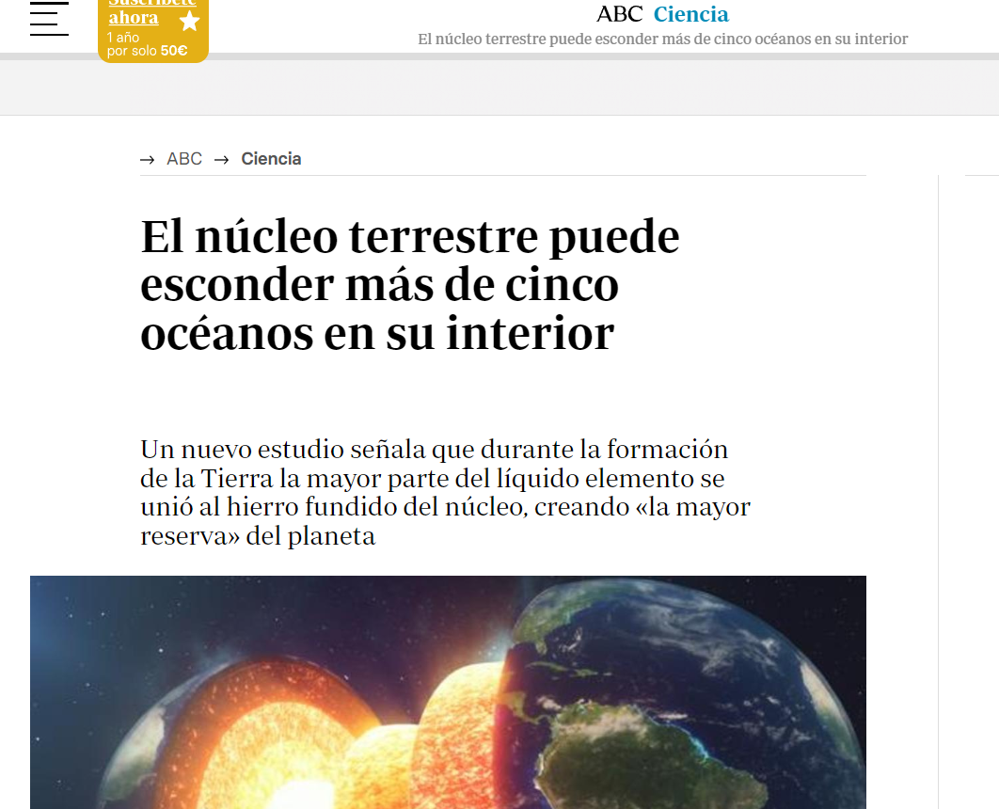 Suscríbete
ahora
1 año
por solo 50€
ABC Ciencia
El núcleo terrestre puede esconder más de cinco océanos en su interior
→ ABC → Ciencia
El núcleo terrestre puede
esconder más de cinco
océanos en su interior
Un nuevo estudio señala que durante la formación
de la Tierra la mayor parte del líquido elemento se
unió al hierro fundido del núcleo, creando «la mayor
reserva» del planeta